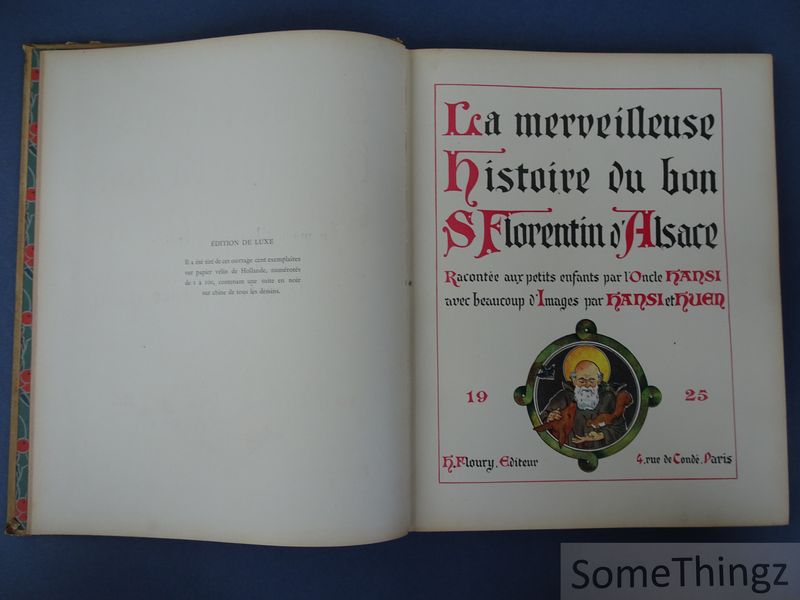 ÉDITION DE LUXE
Il a été tiré de cet ouvrage cent exemplaires
sur papier vélin de Hollande, numérotés
de 1 à 100, contenant une suite en noir
sur chine de tous les dessins.
La merveilleuse
Histoire du bon
S Florentin d'Alsace
Racontée aux petits enfants par l'Oncle HANSI
avec beaucoup d'Images par HANSI et HUEN
19 25
H. Floury. Editeur 4. rue de Condé. Paris
SomeThingz